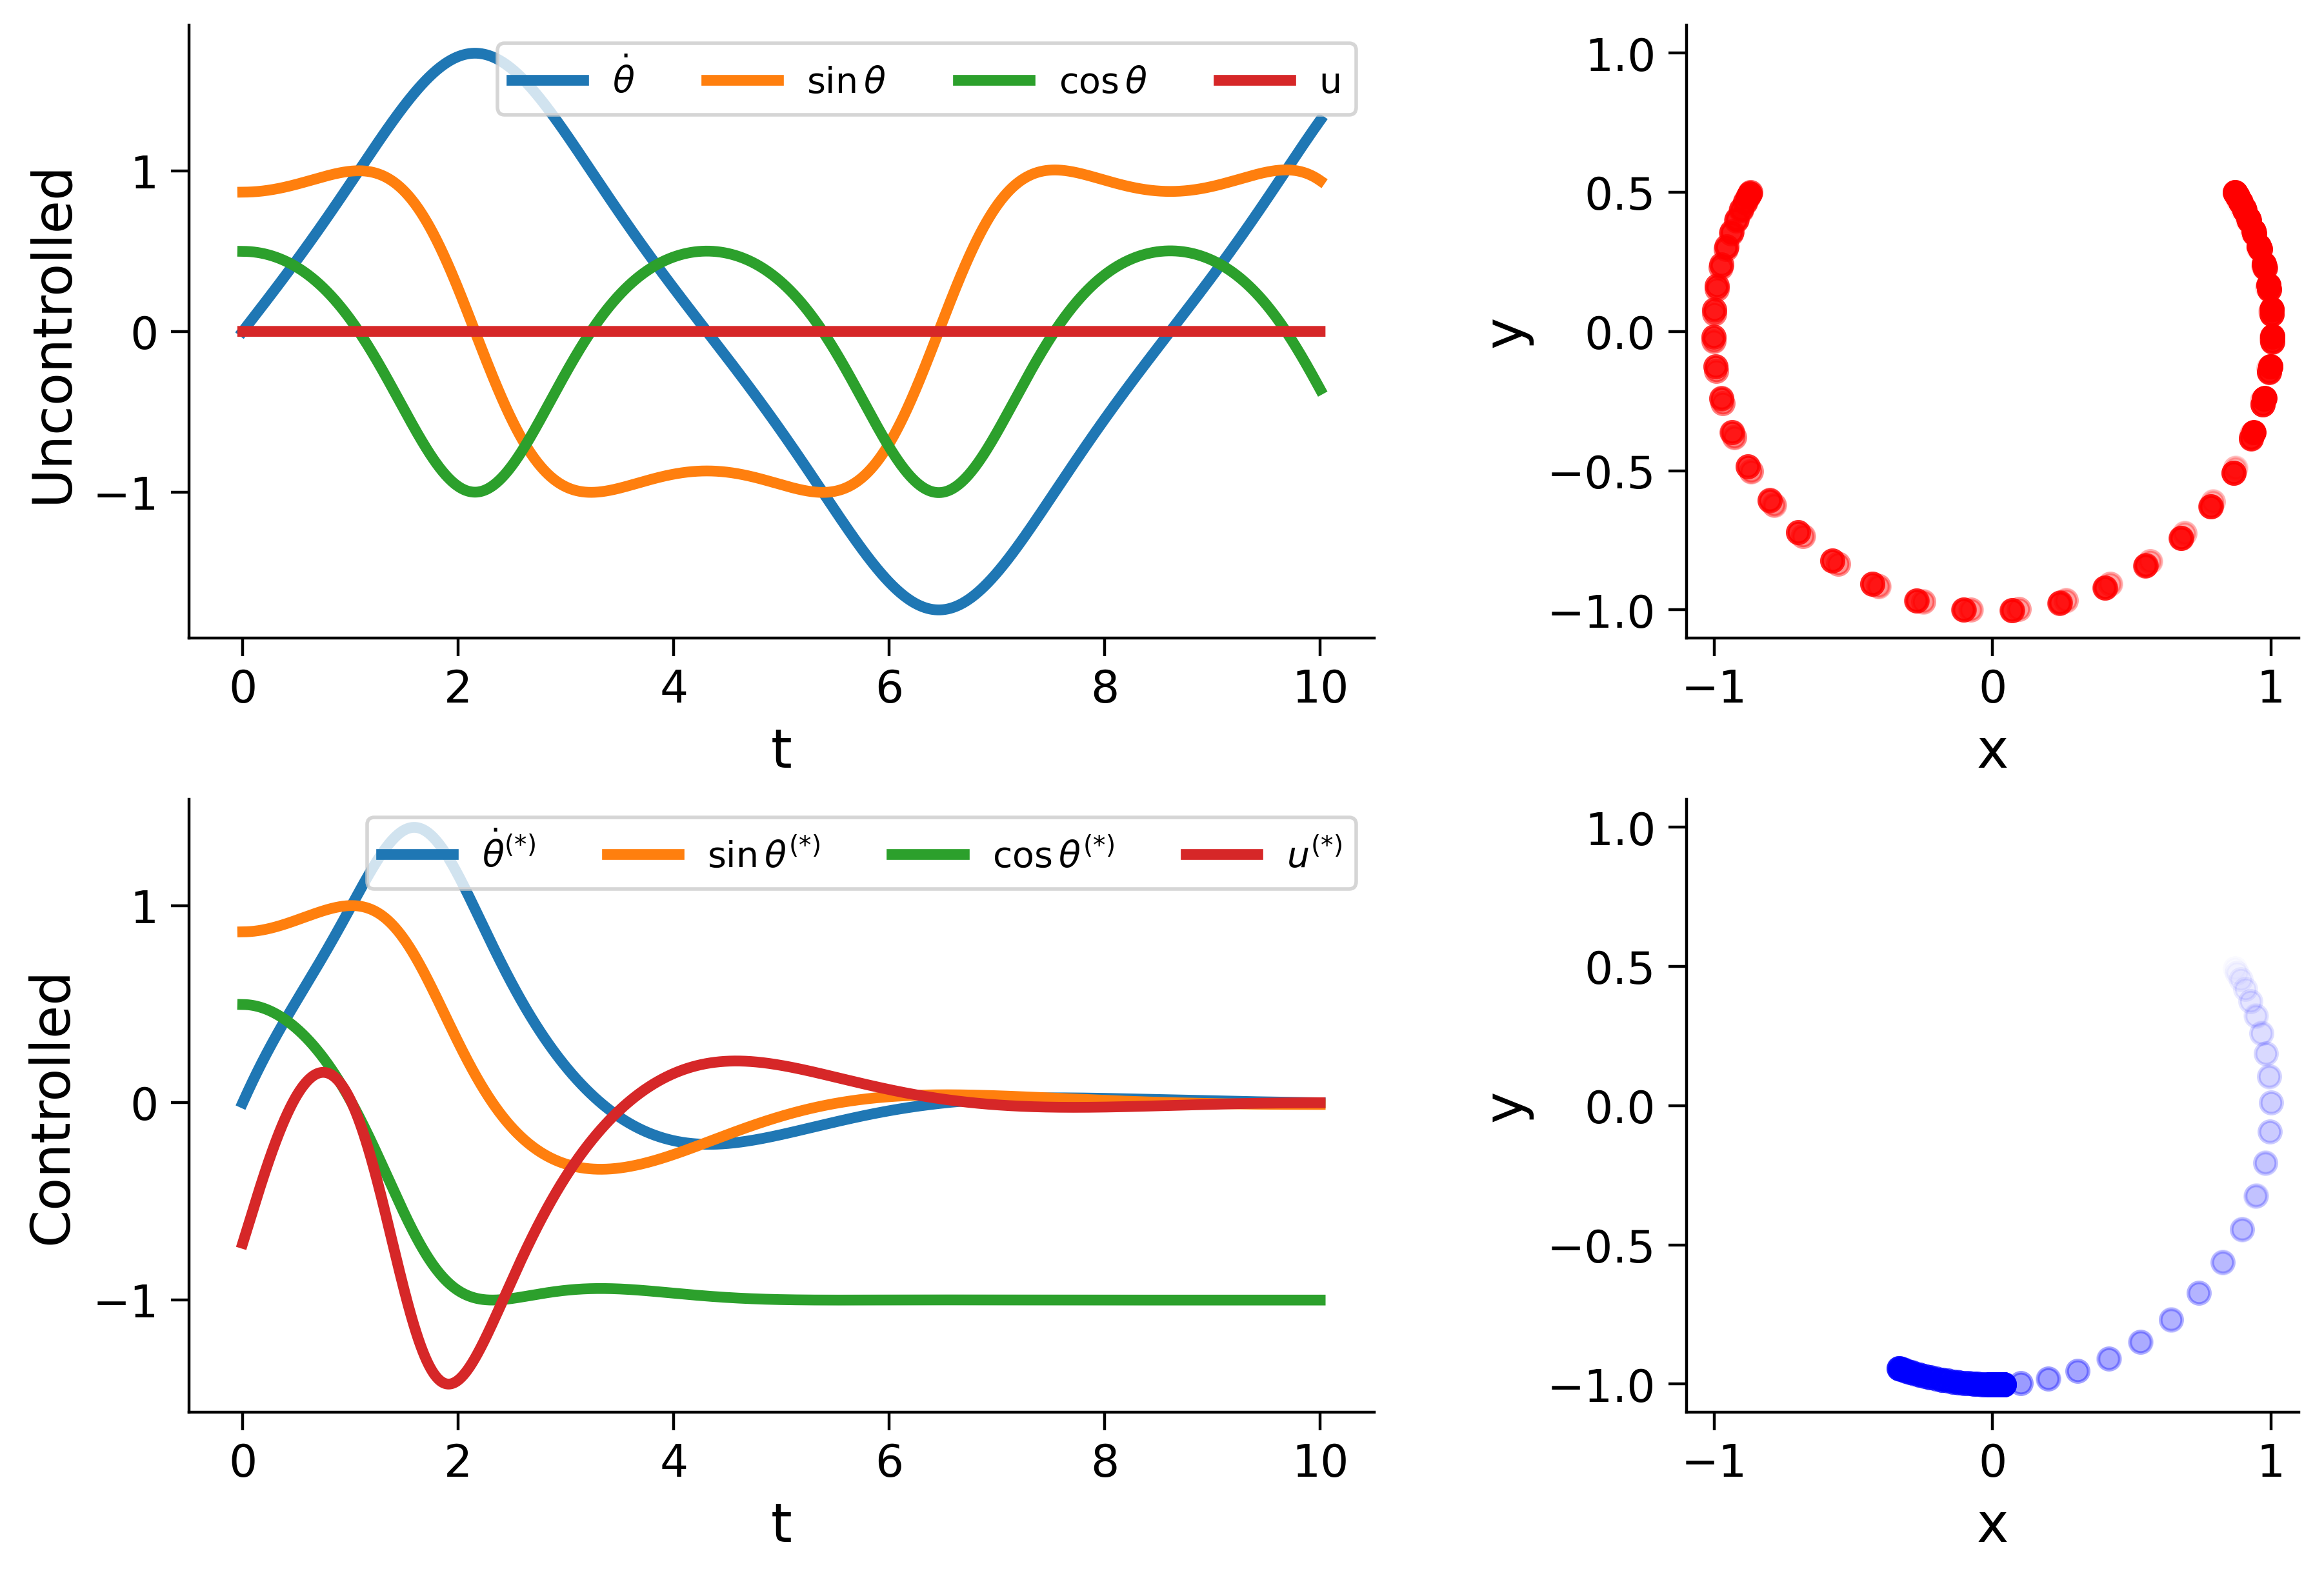 Uncontrolled
1
0
−1
θ̇ sin θ cos θ u
0 2 4 6 8 10
t
y
1.0
0.5
0.0
−0.5
−1.0
−1 0 1
x
Controlled
1
0
−1
θ̇^(*) sin θ^(*) cos θ^(*) u^(*)
0 2 4 6 8 10
t
y
1.0
0.5
0.0
−0.5
−1.0
−1 0 1
x